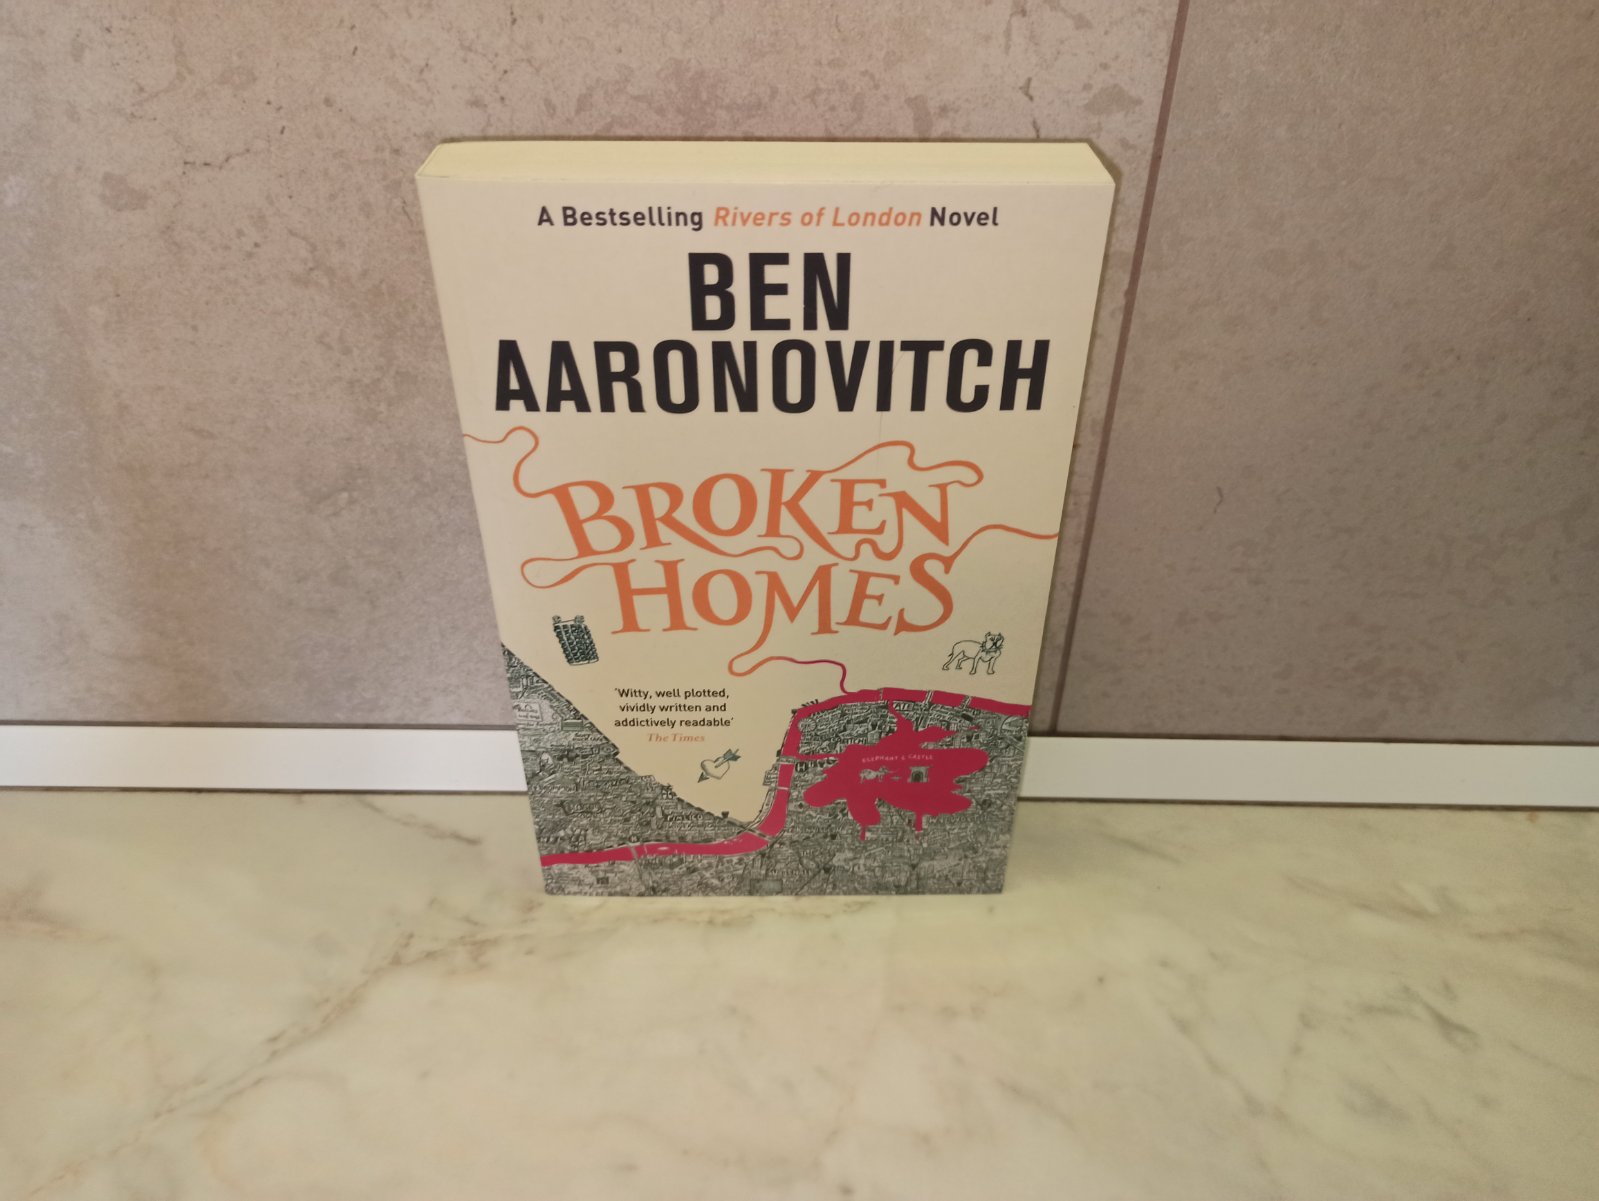 A Bestselling Rivers of London Novel
BEN
AARONOVITCH
BROKEN
HOMES
'Witty, well plotted,
vividly written and
addictively readable'
The Times
ELEPHANT & CASTLE